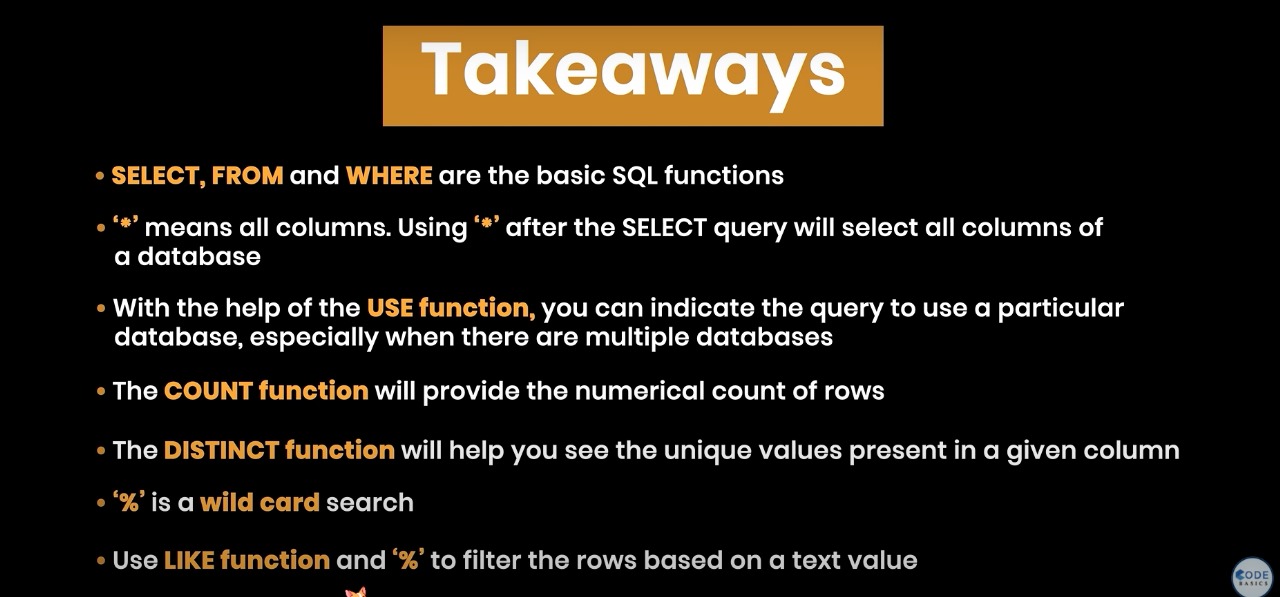 Takeaways
• SELECT, FROM and WHERE are the basic SQL functions
• ‘*’ means all columns. Using ‘*’ after the SELECT query will select all columns of
a database
• With the help of the USE function, you can indicate the query to use a particular
database, especially when there are multiple databases
• The COUNT function will provide the numerical count of rows
• The DISTINCT function will help you see the unique values present in a given column
• ‘%’ is a wild card search
• Use LIKE function and ‘%’ to filter the rows based on a text value
CODE
BASICS